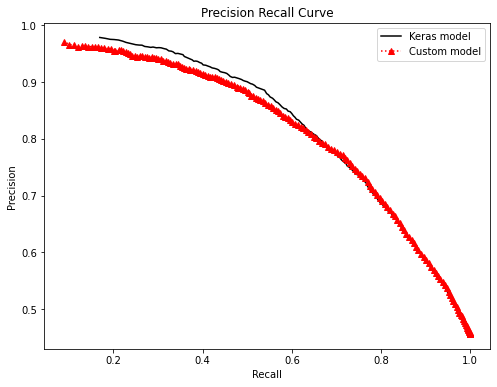 Precision Recall Curve
Keras model
Custom model
Precision
1.0
0.9
0.8
0.7
0.6
0.5
0.2
0.4
0.6
0.8
1.0
Recall